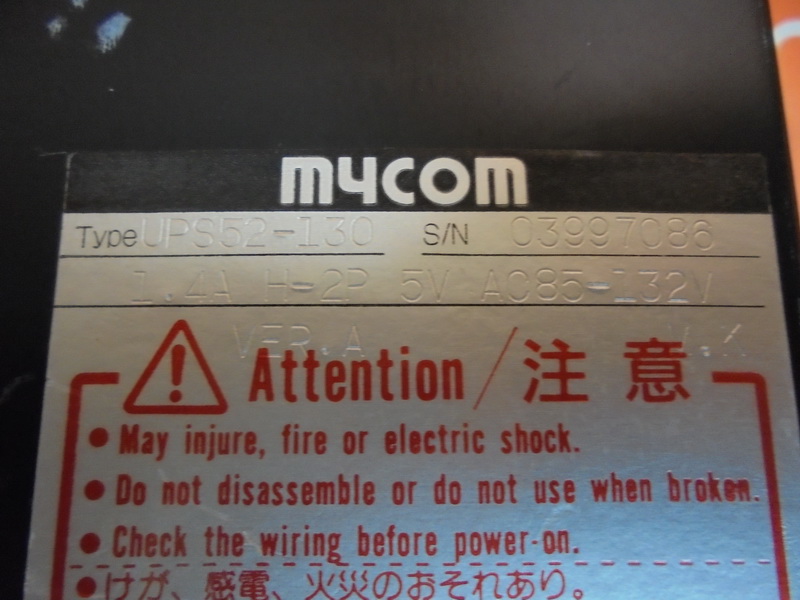 mycom
Type UPS52-130 S/N 03997086
1.4A H-2P 5V AC85-132V
VER.A M.K
Attention/注意
● May injure, fire or electric shock.
● Do not disassemble or do not use when broken.
● Check the wiring before power-on.
● けが、感電、火災のおそれあり。